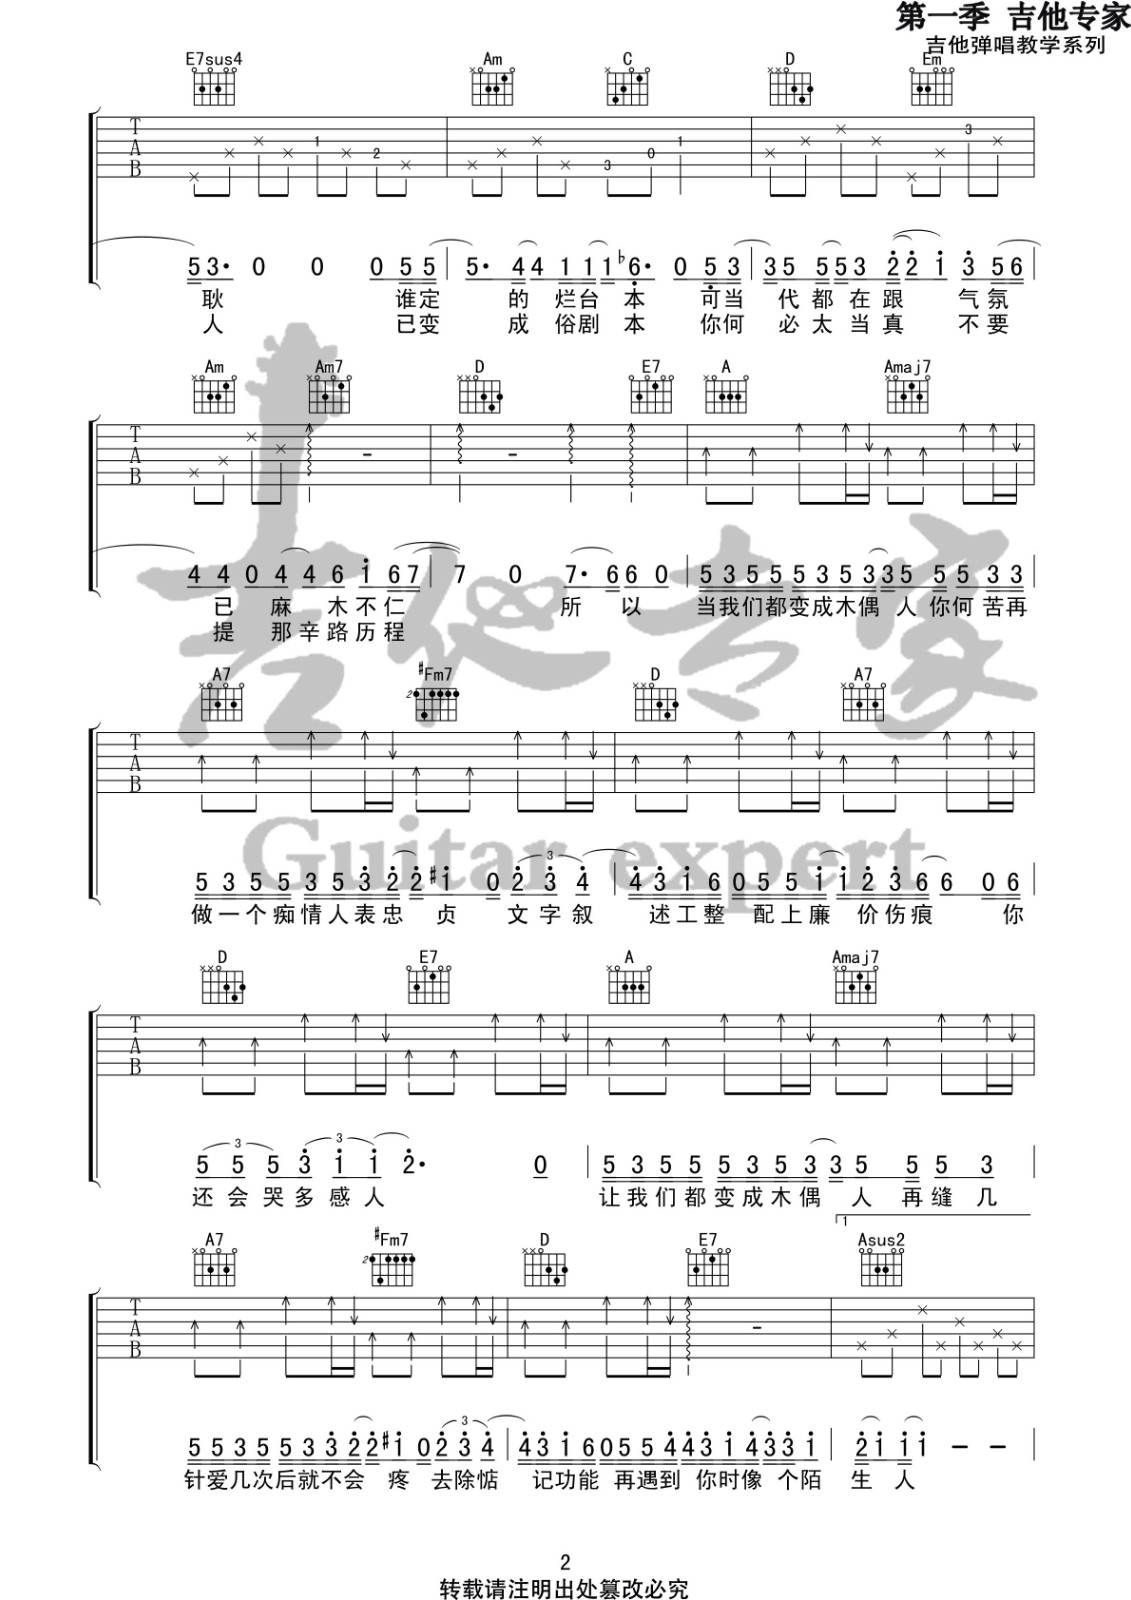 第一季 吉他专家
吉他弹唱教学系列
E7sus4 Am C D Em
T
A
B
1 2 3 0 1 3
5 3· 0 0 0 5 5 5· 4 4 1 1 1 ♭6· 0 5 3 3 5 5 5 3 2 2 1 3 5 6
耿 谁定 的 烂台 本 可当 代 都 在 跟 气 氛
人 已变 成 俗剧 本 你何 必 太 当 真 不 要
Am Am7 D E7 A Amaj7
T
A
B
4 4 0 4 4 6 1 6 7 7 0 7· 6 6 0 5 3 5 5 5 3 5 3 3 5 5 5 3 3
已 麻 木 不 仁 所 以 当我们都变成木偶 人 你何 苦再
提 那 辛 路 历 程
吉他专家
A7 #Fm7 D A7
2
T
A
B
Guitar expert
5 3 5 5 3 5 3 2 2 #1 0 2 3 4 4 3 1 6 0 5 5 1 1 2 3 6 6 0 6
3
做一个痴情人表忠 贞 文字叙 述工整 配上廉 价伤痕 你
D E7 A Amaj7
T
A
B
3 3
5 5 5 3 1 1 2· 0 5 3 5 5 5 3 5 3 3 5 5 5 3
还 会 哭 多 感 人 让我们都变成木偶 人 再缝 几
1
A7 #Fm7 D E7 Asus2
2
T
A
B
3
5 5 3 5 5 3 3 2 2 #1 0 2 3 4 4 3 1 6 0 5 5 4 4 3 1 4 3 3 1 2 1 1 1 – –
针爱几次后就不会 疼 去除惦 记功能 再遇到 你时像 个陌 生 人
2
转载请注明出处篡改必究